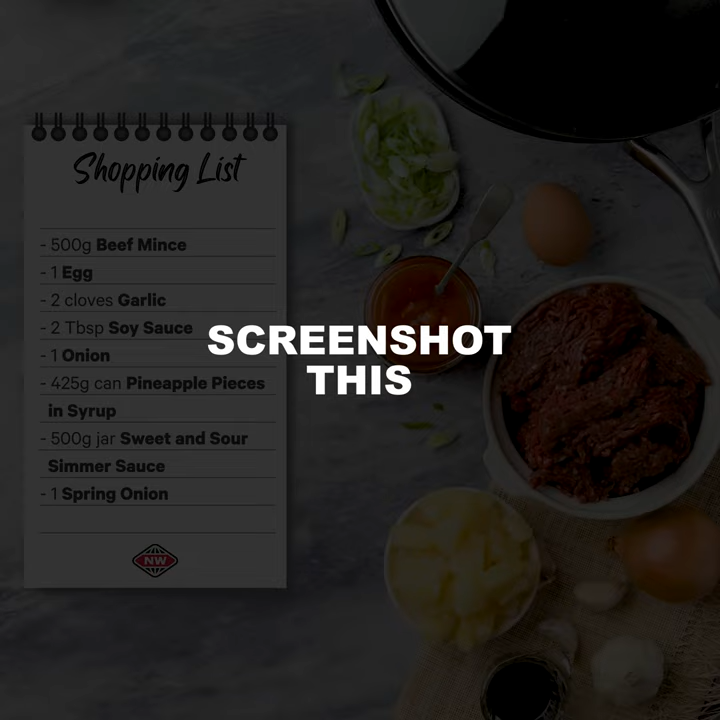 Shopping List
- 500g Beef Mince
- 1 Egg
- 2 cloves Garlic
- 2 Tbsp Soy Sauce
- 1 Onion
- 425g can Pineapple Pieces
in Syrup
- 500g jar Sweet and Sour
Simmer Sauce
- 1 Spring Onion
NW
SCREENSHOT
THIS